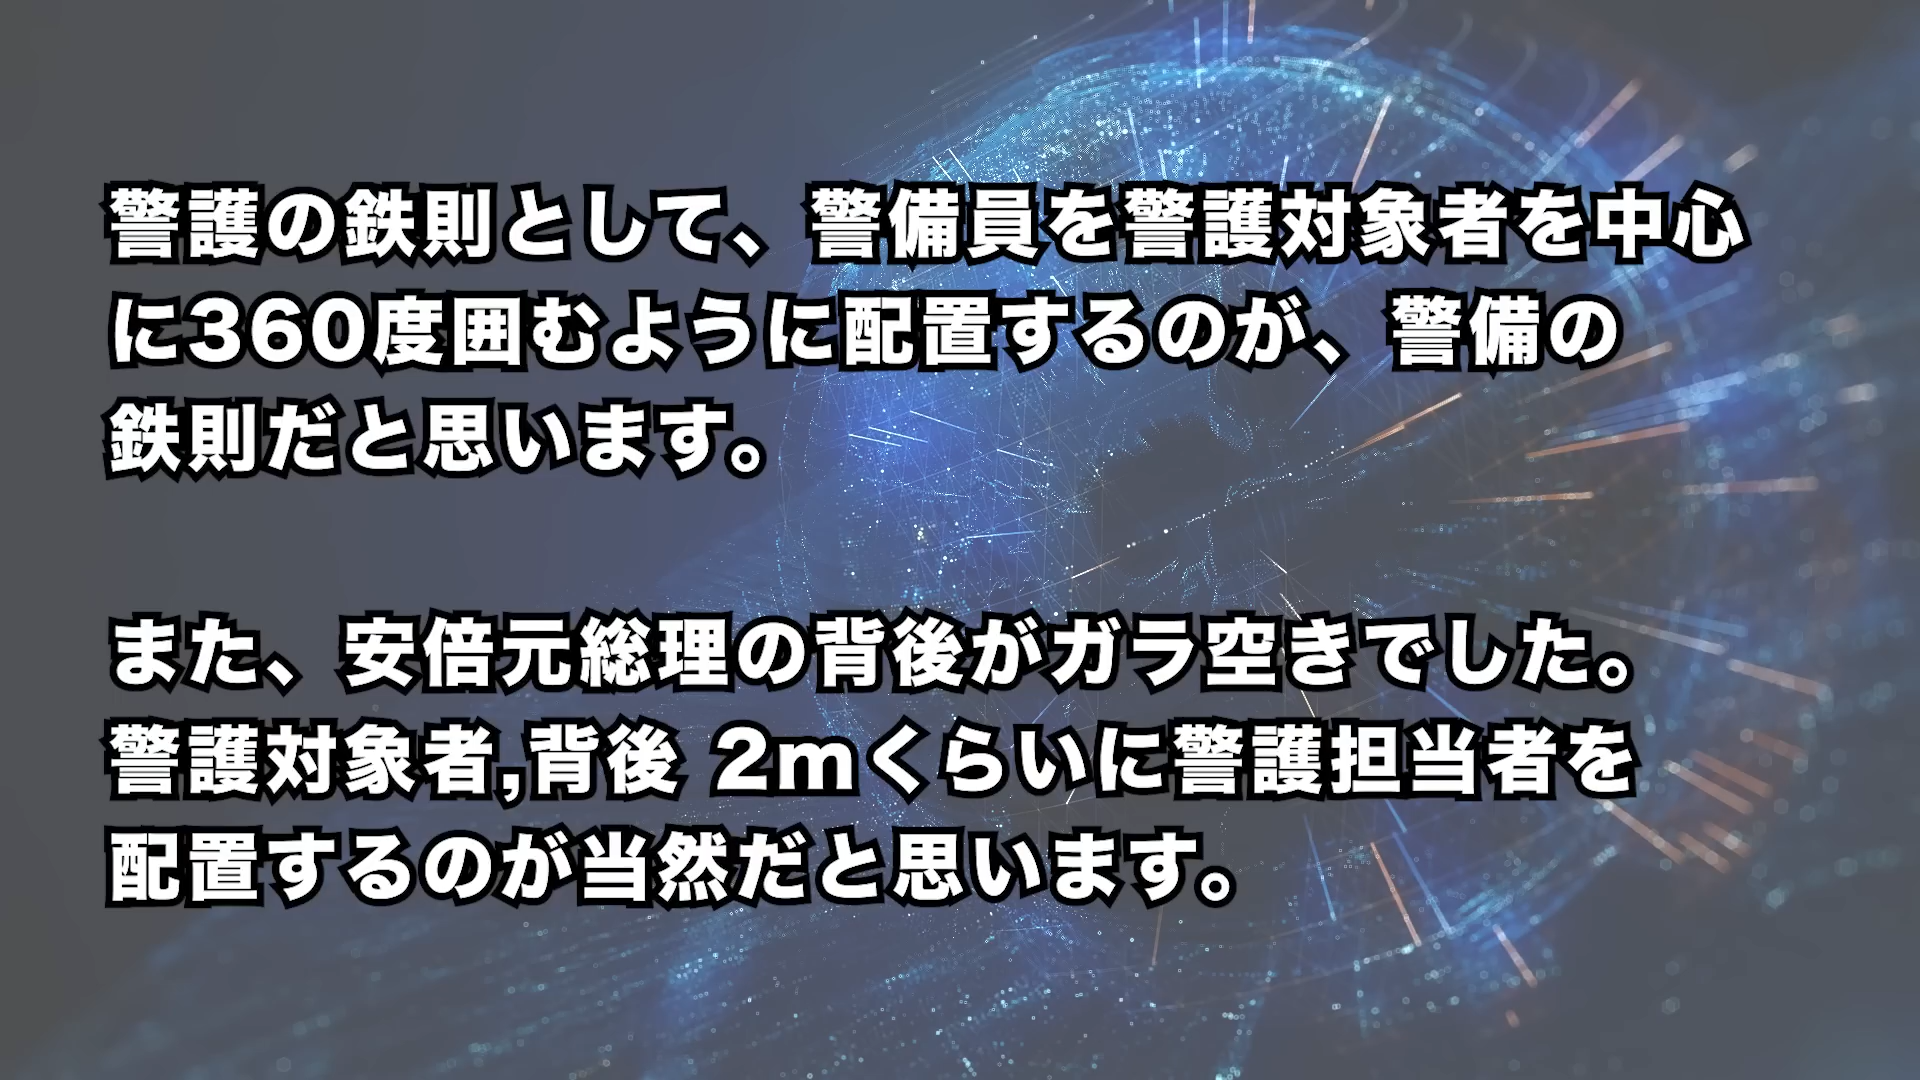 警護の鉄則として、警備員を警護対象者を中心
に360度囲むように配置するのが、警備の
鉄則だと思います。
また、安倍元総理の背後がガラ空きでした。
警護対象者,背後 2mくらいに警護担当者を
配置するのが当然だと思います。